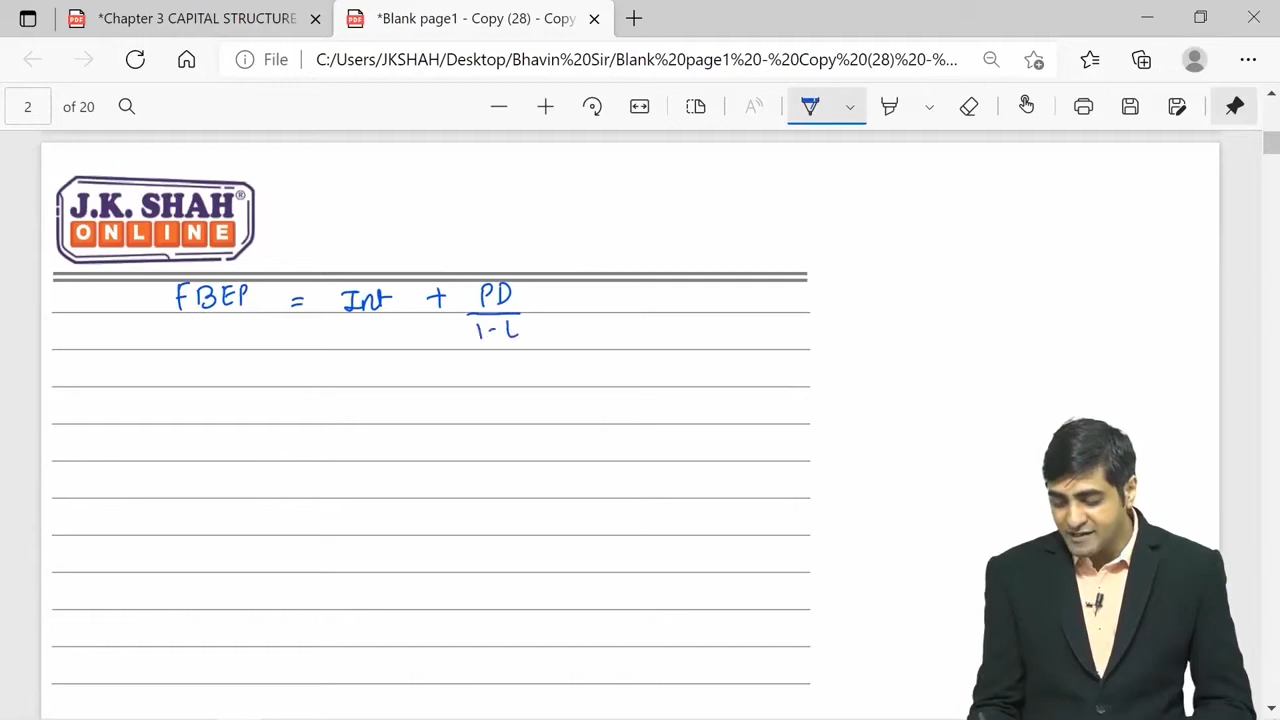 *Chapter 3 CAPITAL STRUCTURE
*Blank page1 - Copy (28) - Copy
File
C:/Users/JKSHAH/Desktop/Bhavin%20Sir/Blank%20page1%20-%20Copy%20(28)%20-%...
2 of 20
J.K. SHAH®
ONLINE
FBEP = Int + PD
1-t